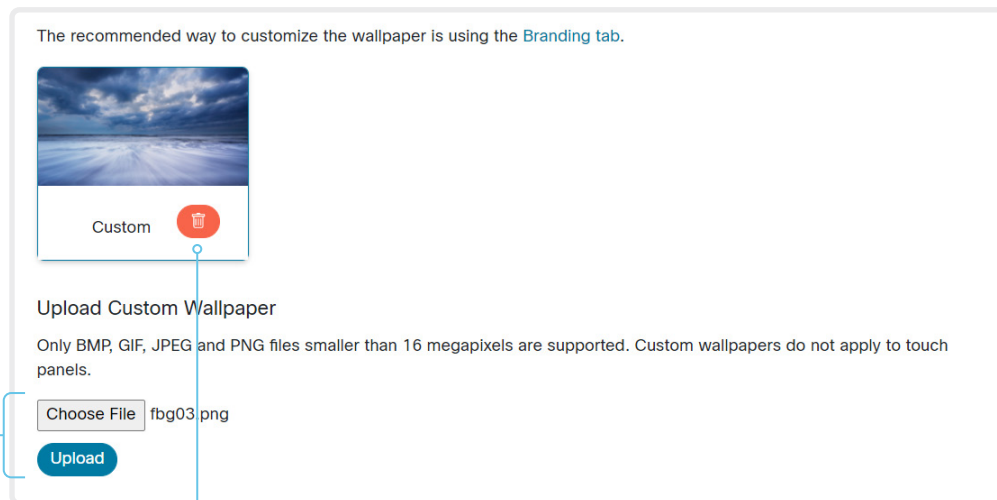 The recommended way to customize the wallpaper is using the Branding tab.
Custom
Upload Custom Wallpaper
Only BMP, GIF, JPEG and PNG files smaller than 16 megapixels are supported. Custom wallpapers do not apply to touch
panels.
Choose File fbg03.png
Upload